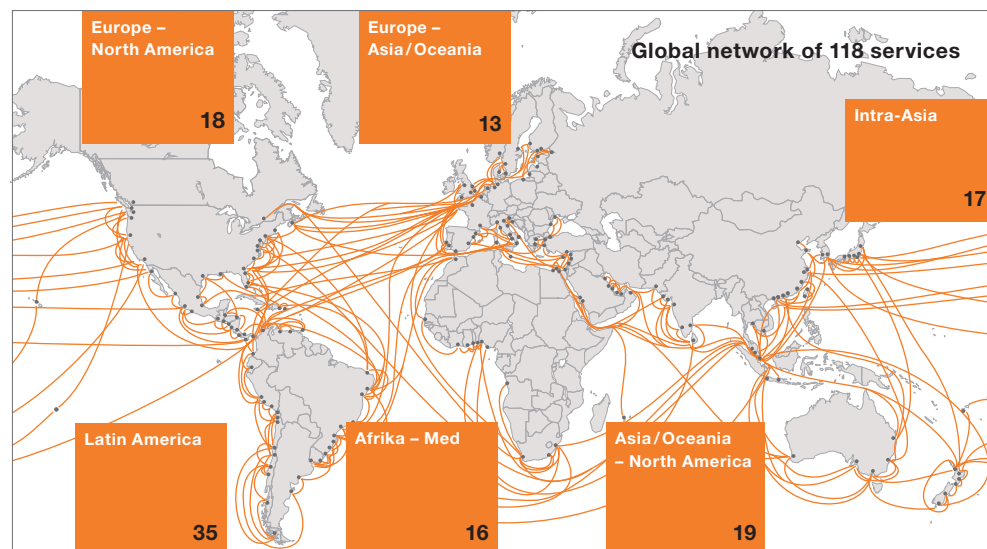 Europe –
North America
18
Europe –
Asia/Oceania
13
Global network of 118 services
Intra-Asia
17
Latin America
35
Afrika – Med
16
Asia/Oceania
– North America
19